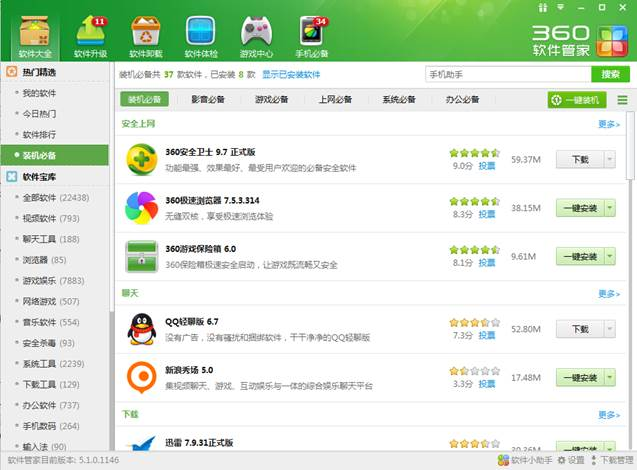 11
34
软件大全
软件升级
软件卸载
软件体检
游戏中心
手机必备
360
软件管家
热门精选
我的软件
今日热门
软件排行
装机必备
软件宝库
全部软件 (22438)
视频软件 (793)
聊天工具 (188)
浏览器 (85)
游戏娱乐 (7883)
网络游戏 (507)
音乐软件 (554)
安全杀毒 (93)
系统工具 (2239)
下载工具 (129)
办公软件 (737)
手机数码 (264)
输入法 (90)
装机必备共 37 款软件，已安装 8 款 显示已安装软件
手机助手
搜索
装机必备
影音必备
游戏必备
上网必备
系统必备
办公必备
一键装机
安全上网
更多>
360安全卫士 9.7 正式版
功能最强、效果最好、最受用户欢迎的必备安全软件
9.0分 投票
59.37M
下载
360极速浏览器 7.5.3.314
无缝双核，享受极速浏览体验
8.3分 投票
38.15M
一键安装
360游戏保险箱 6.0
360保险箱极速安全启动，让游戏既流畅又安全
8.1分 投票
9.61M
一键安装
聊天
更多>
QQ轻聊版 6.7
没有广告，没有骚扰和捆绑软件，干干净净的QQ轻聊版
7.3分 投票
52.80M
下载
新浪秀场 5.0
集视频聊天、游戏、互动娱乐与一体的综合娱乐聊天平台
3.3分 投票
17.48M
一键安装
下载
更多>
迅雷 7.9.31正式版
一键安装
软件管家目前版本: 5.1.0.1146
软件小助手
设置
下载管理